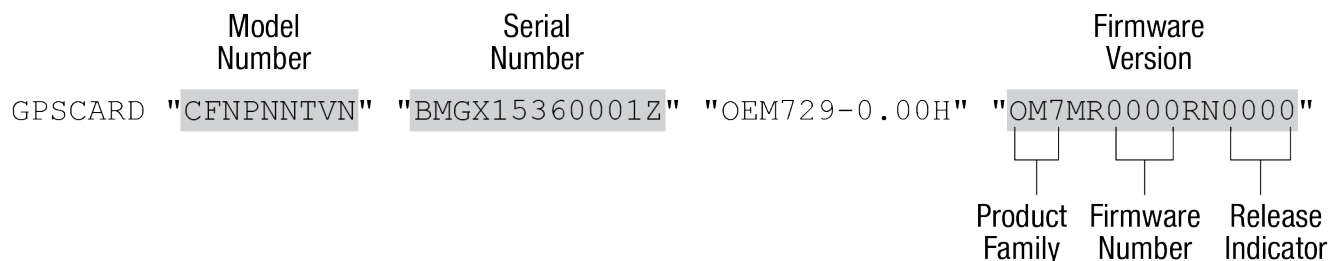 Model
Number
Serial
Number
Firmware
Version
GPSCARD "CFNPNNTVN" "BMGX15360001Z" "OEM729-0.00H" "OM7MR0000RN0000"
Product
Family
Firmware
Number
Release
Indicator